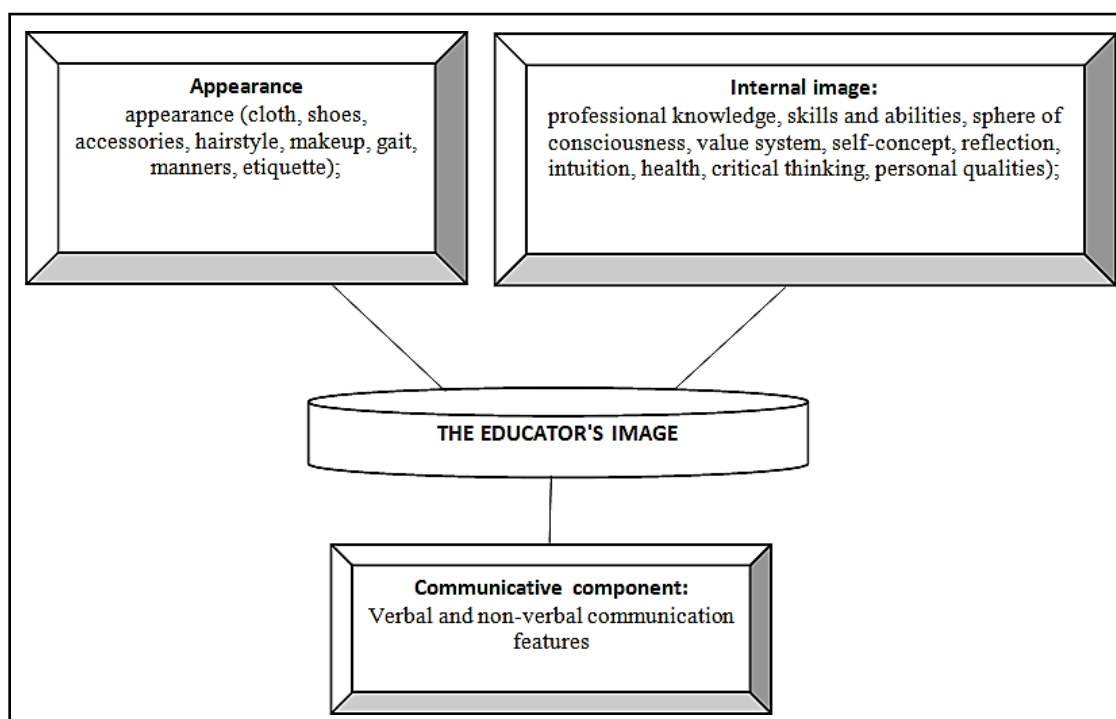 Appearance
appearance (cloth, shoes,
accessories, hairstyle, makeup, gait,
manners, etiquette);
Internal image:
professional knowledge, skills and abilities, sphere of
consciousness, value system, self-concept, reflection,
intuition, health, critical thinking, personal qualities);
THE EDUCATOR'S IMAGE
Communicative component:
Verbal and non-verbal communication
features